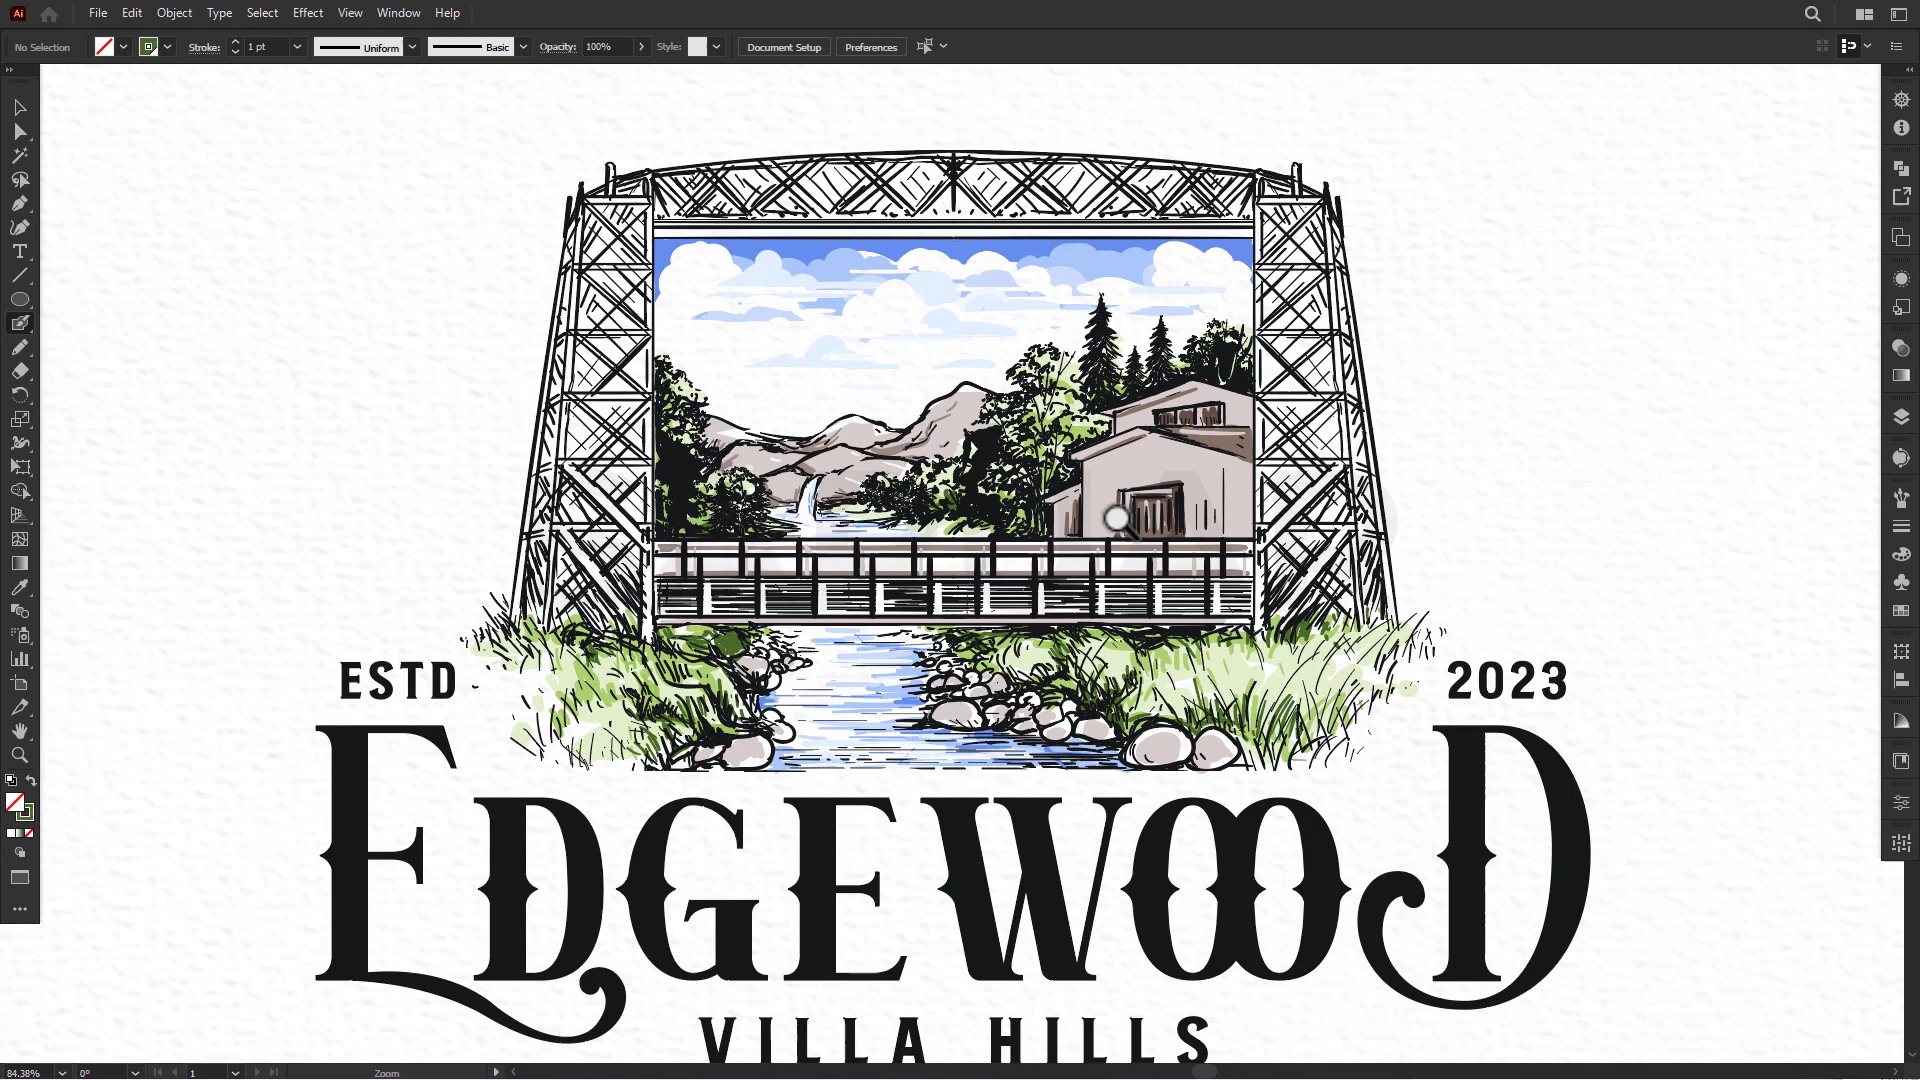 Ai File Edit Object Type Select Effect View Window Help
No Selection Stroke: 1 pt Uniform Basic Opacity: 100% Style: Document Setup Preferences
ESTD 2023
EDGEWOOD
VILLA HILLS
84.38% 0° 1 Zoom